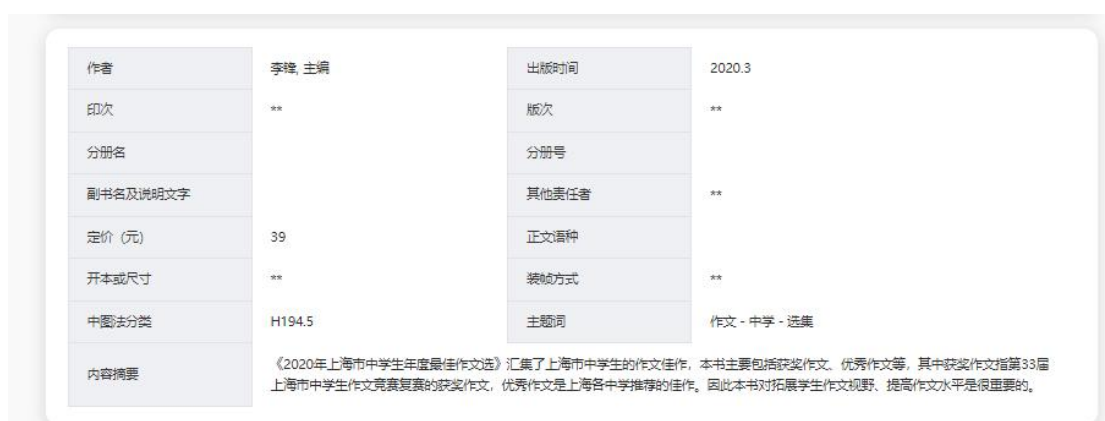 作者 李锋, 主编 出版时间 2020.3
印次 ** 版次 **
分册名 分册号
副书名及说明文字 其他责任者 **
定价（元） 39 正文语种
开本或尺寸 ** 装帧方式 **
中图法分类 H194.5 主题词 作文 - 中学 - 选集
内容摘要 《2020年上海市中学生年度最佳作文选》汇集了上海市中学生的作文佳作，本书主要包括获奖作文、优秀作文等，其中获奖作文指第33届
上海市中学生作文竞赛复赛的获奖作文，优秀作文是上海各中学推荐的佳作。因此本书对拓展学生作文视野、提高作文水平是很重要的。